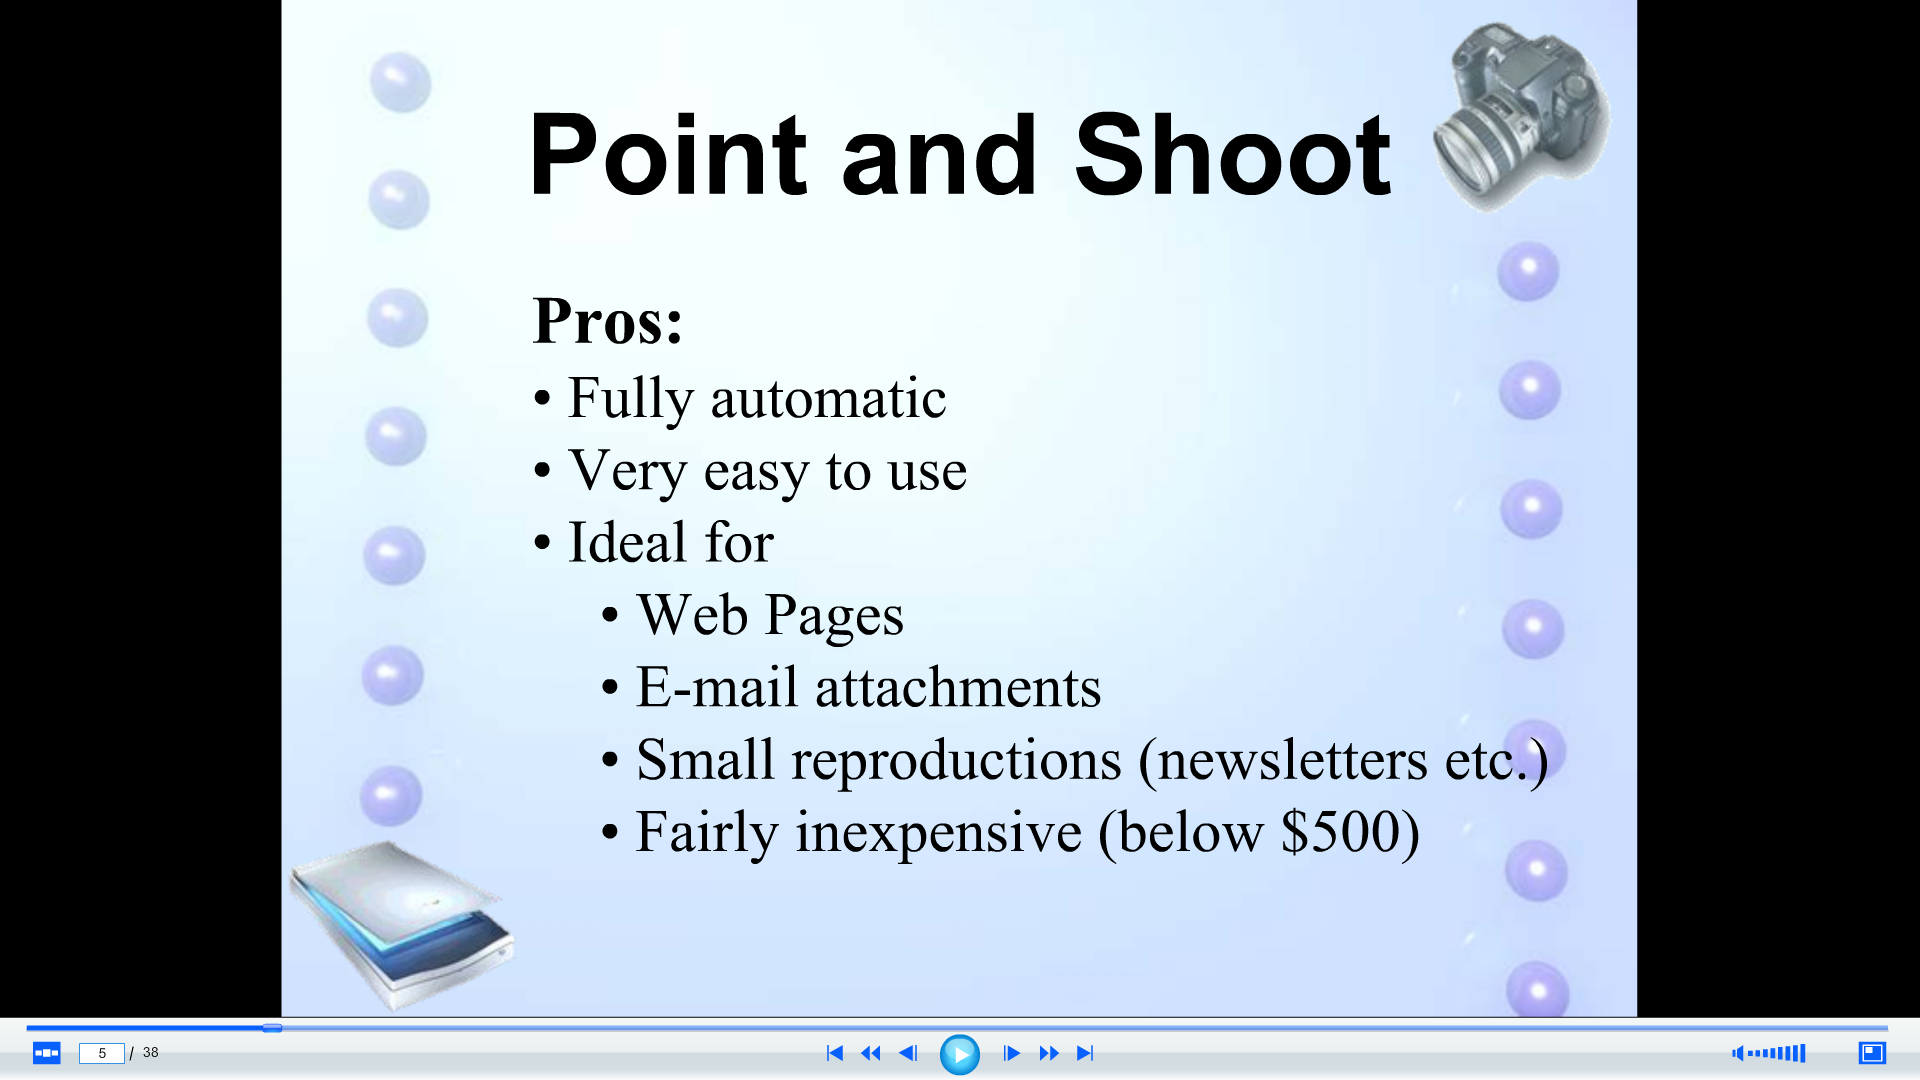 Point and Shoot
Pros:
• Fully automatic
• Very easy to use
• Ideal for
• Web Pages
• E-mail attachments
• Small reproductions (newsletters etc.)
• Fairly inexpensive (below $500)
5 / 38